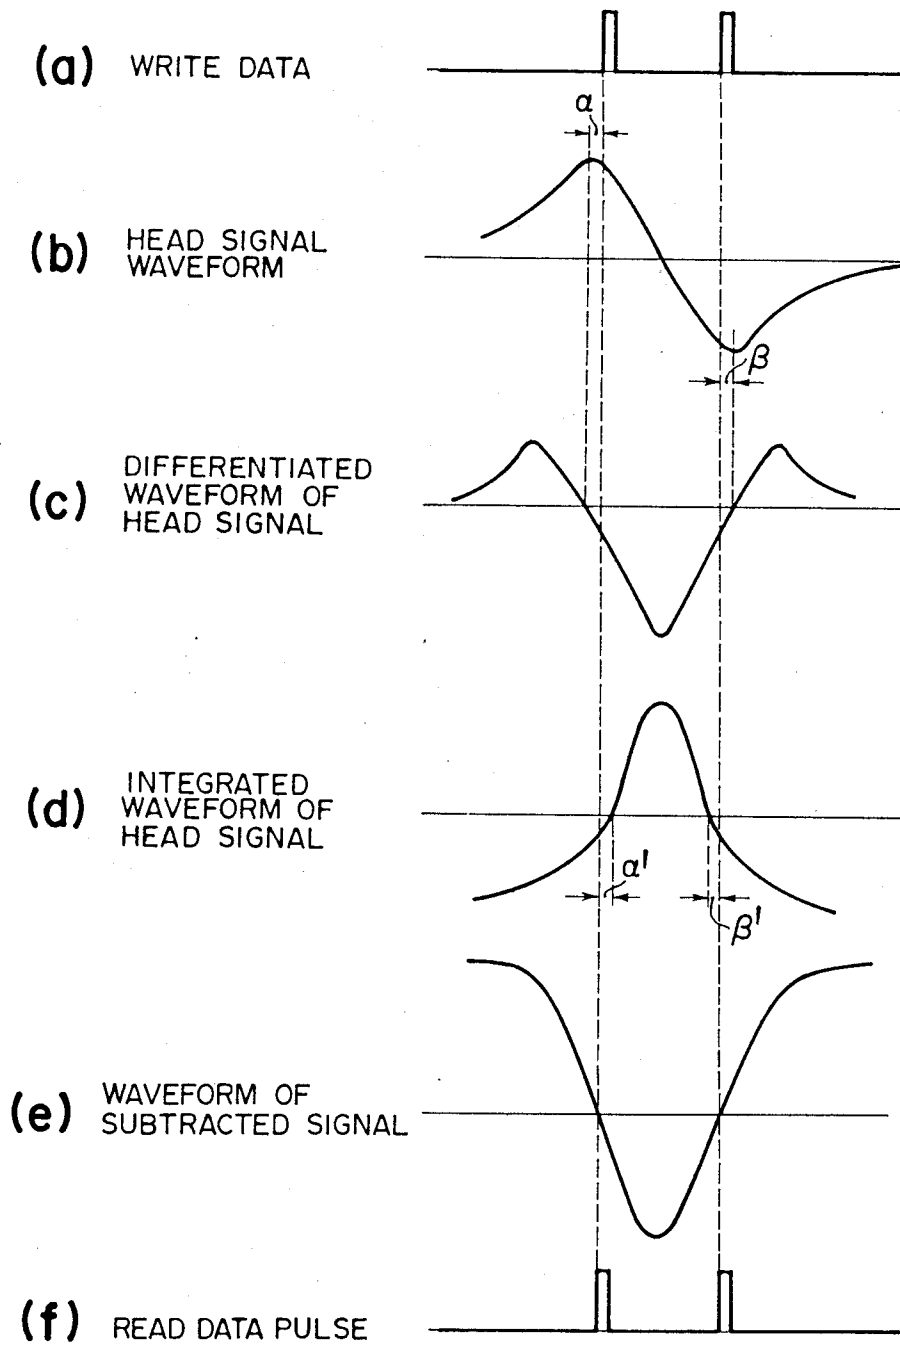 (a) WRITE DATA
α
(b) HEAD SIGNAL
WAVEFORM
β
(c) DIFFERENTIATED
WAVEFORM OF
HEAD SIGNAL
(d) INTEGRATED
WAVEFORM OF
HEAD SIGNAL
α'
β'
(e) WAVEFORM OF
SUBTRACTED SIGNAL
(f) READ DATA PULSE